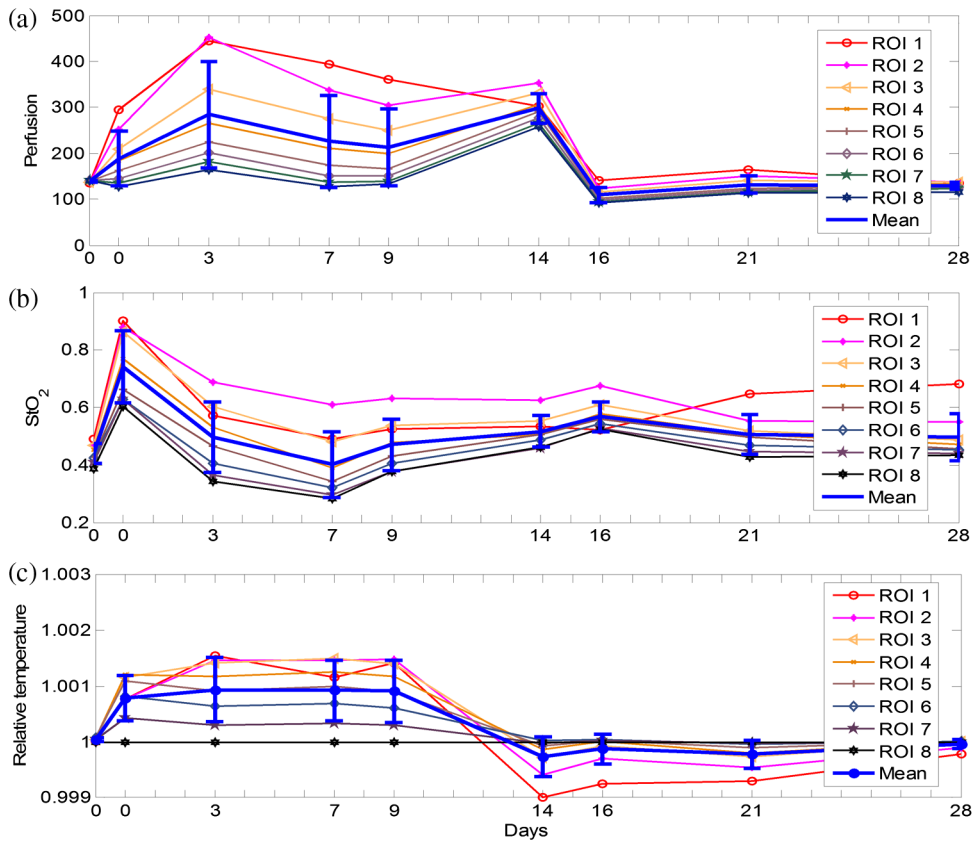 (a)
500
400
300
200
100
0
Perfusion
0 0 3 7 9 14 16 21 28
ROI 1
ROI 2
ROI 3
ROI 4
ROI 5
ROI 6
ROI 7
ROI 8
Mean
(b)
1
0.8
0.6
0.4
0.2
StO2
0 0 3 7 9 14 16 21 28
ROI 1
ROI 2
ROI 3
ROI 4
ROI 5
ROI 6
ROI 7
ROI 8
Mean
(c)
1.003
1.002
1.001
1
0.999
Relative temperature
0 0 3 7 9 14 16 21 28
Days
ROI 1
ROI 2
ROI 3
ROI 4
ROI 5
ROI 6
ROI 7
ROI 8
Mean